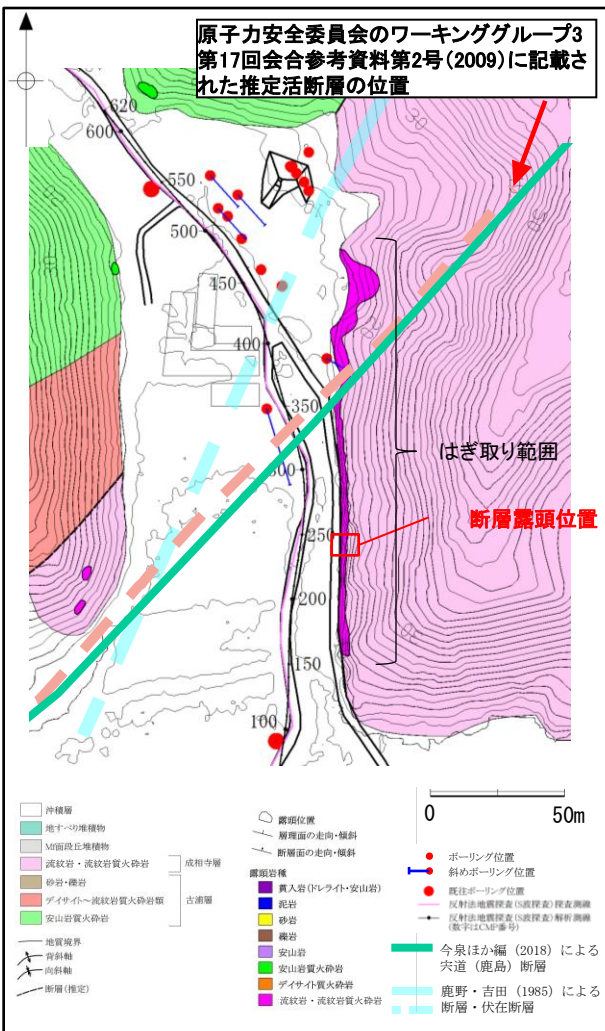 原子力安全委員会のワーキンググループ3
第17回会合参考資料第2号(2009)に記載さ
れた推定活断層の位置
620
600
550
500
450
400
350
300
250
200
150
100
はぎ取り範囲
断層露頭位置
0 50m
沖積層
地すべり堆積物
M1面段丘堆積物
流紋岩・流紋岩質火砕岩
成相寺層
砂岩・礫岩
デイサイト~流紋岩質火砕岩類
古浦層
安山岩質火砕岩
地質境界
背斜軸
向斜軸
断層(推定)
露頭位置
層理面の走向・傾斜
断層面の走向・傾斜
露頭岩種
貫入岩(ドレライト・安山岩)
泥岩
砂岩
礫岩
安山岩
安山岩質火砕岩
デイサイト質火砕岩
流紋岩・流紋岩質火砕岩
ボーリング位置
斜めボーリング位置
既往ボーリング位置
反射法地震探査(S波探査)探査測線
反射法地震探査(S波探査)解析測線
(数字はCMP番号)
今泉ほか編(2018)による
宍道(鹿島)断層
鹿野・吉田(1985)による
断層・伏在断層